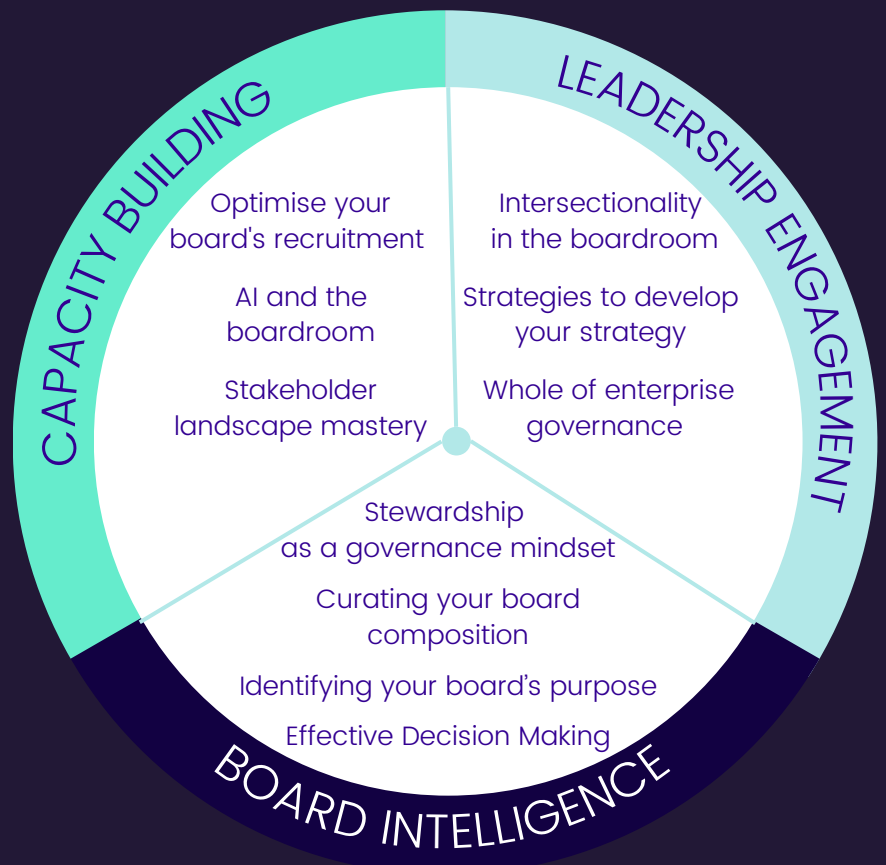 CAPACITY BUILDING
Optimise your
board's recruitment
AI and the
boardroom
Stakeholder
landscape mastery
LEADERSHIP ENGAGEMENT
Intersectionality
in the boardroom
Strategies to develop
your strategy
Whole of enterprise
governance
Stewardship
as a governance mindset
Curating your board
composition
Identifying your board’s purpose
Effective Decision Making
BOARD INTELLIGENCE